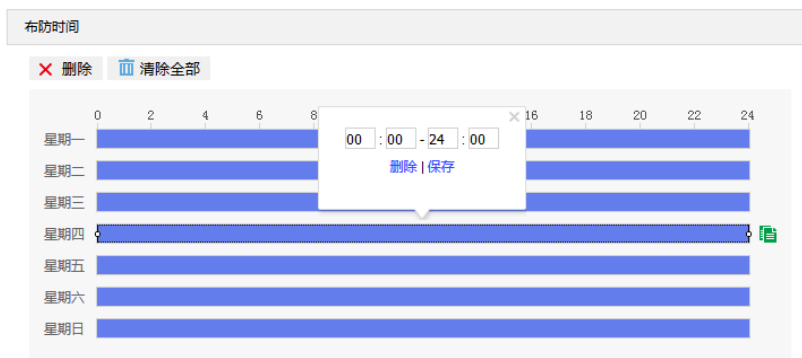 布防时间
删除 清除全部
0 2 4 6 8 16 18 20 22 24
星期一
00 : 00 - 24 : 00
星期二
删除 | 保存
星期三
星期四
星期五
星期六
星期日